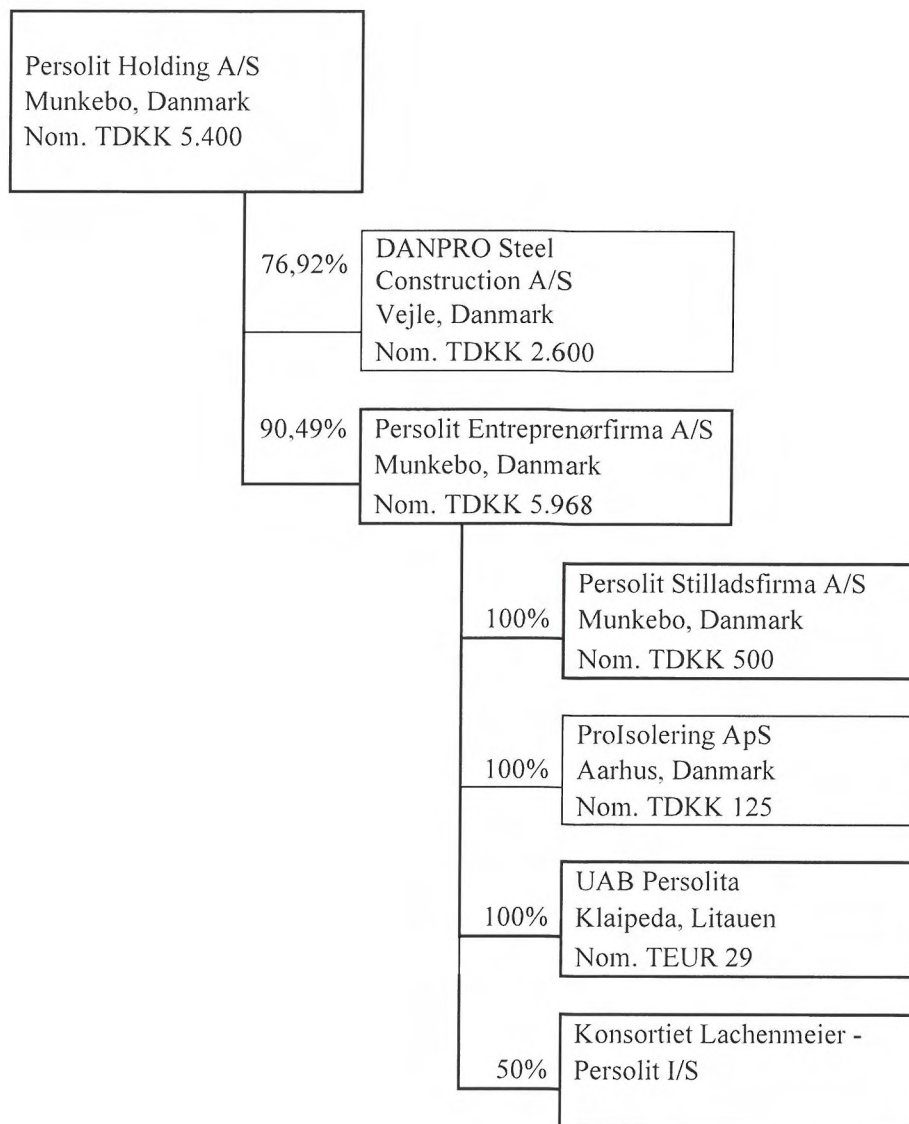 Persolit Holding A/S
Munkebo, Danmark
Nom. TDKK 5.400
76,92%
DANPRO Steel
Construction A/S
Vejle, Danmark
Nom. TDKK 2.600
90,49%
Persolit Entreprenørfirma A/S
Munkebo, Danmark
Nom. TDKK 5.968
100%
Persolit Stilladsfirma A/S
Munkebo, Danmark
Nom. TDKK 500
100%
ProIsolering ApS
Aarhus, Danmark
Nom. TDKK 125
100%
UAB Persolita
Klaipeda, Litauen
Nom. TEUR 29
50%
Konsortiet Lachenmeier -
Persolit I/S